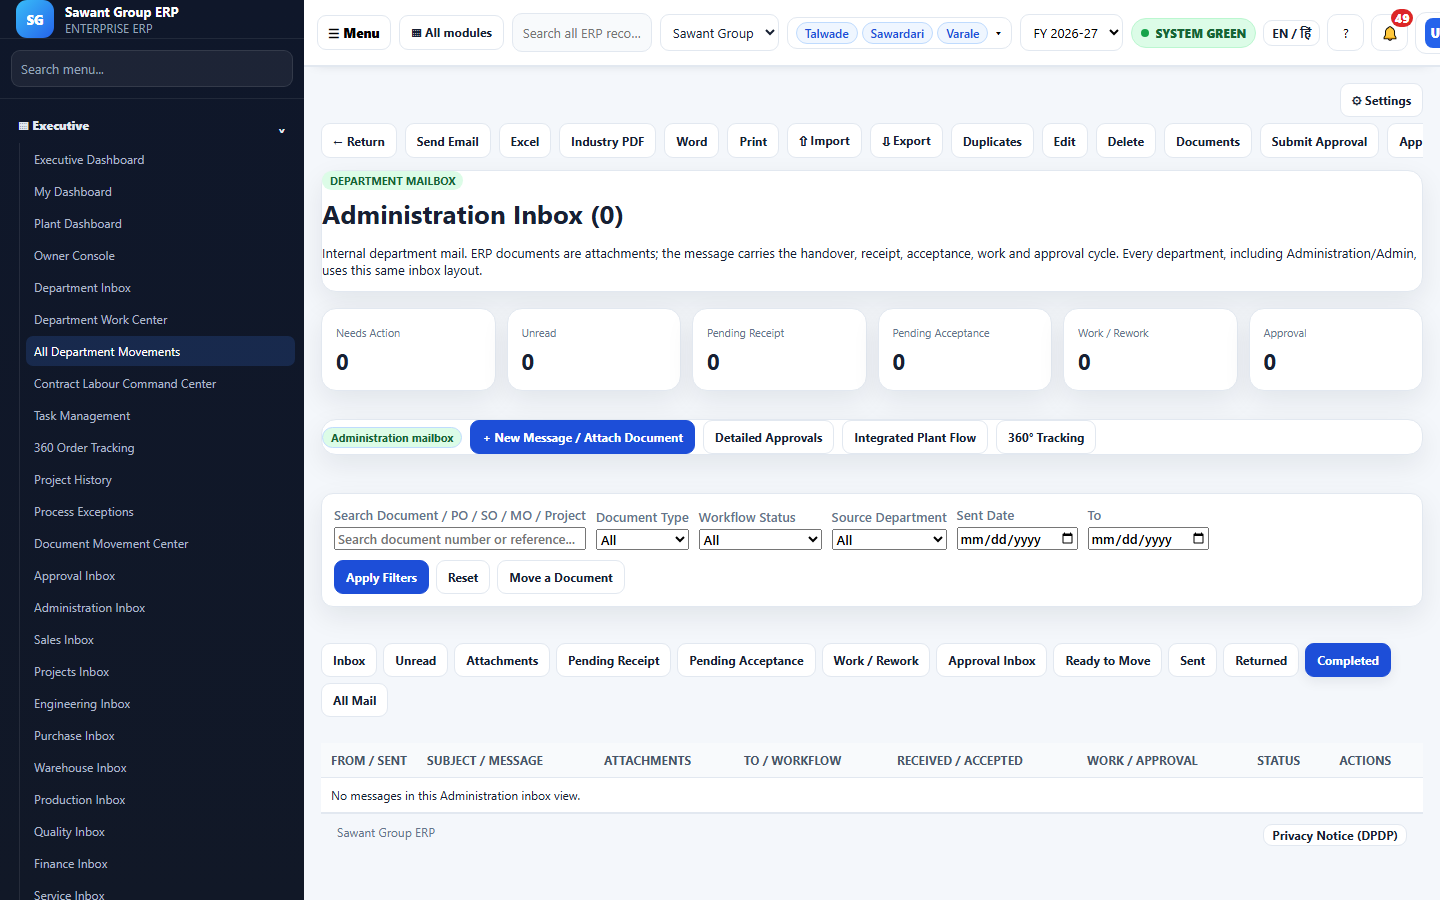 SG
Sawant Group ERP
ENTERPRISE ERP
Search menu...
Executive
Executive Dashboard
My Dashboard
Plant Dashboard
Owner Console
Department Inbox
Department Work Center
All Department Movements
Contract Labour Command Center
Task Management
360 Order Tracking
Project History
Process Exceptions
Document Movement Center
Approval Inbox
Administration Inbox
Sales Inbox
Projects Inbox
Engineering Inbox
Purchase Inbox
Warehouse Inbox
Production Inbox
Quality Inbox
Finance Inbox
Service Inbox
☰ Menu
All modules
Search all ERP reco...
Sawant Group
Talwade Sawardari Varale
FY 2026-27
SYSTEM GREEN
EN / हिं
?
49
U
⚙ Settings
← Return
Send Email
Excel
Industry PDF
Word
Print
⇧ Import
⇩ Export
Duplicates
Edit
Delete
Documents
Submit Approval
App
DEPARTMENT MAILBOX
Administration Inbox (0)
Internal department mail. ERP documents are attachments; the message carries the handover, receipt, acceptance, work and approval cycle. Every department, including Administration/Admin,
uses this same inbox layout.
Needs Action
0
Unread
0
Pending Receipt
0
Pending Acceptance
0
Work / Rework
0
Approval
0
Administration mailbox
+ New Message / Attach Document
Detailed Approvals
Integrated Plant Flow
360° Tracking
Search Document / PO / SO / MO / Project
Search document number or reference...
Document Type
All
Workflow Status
All
Source Department
All
Sent Date
mm/dd/yyyy
To
mm/dd/yyyy
Apply Filters
Reset
Move a Document
Inbox
Unread
Attachments
Pending Receipt
Pending Acceptance
Work / Rework
Approval Inbox
Ready to Move
Sent
Returned
Completed
All Mail
FROM / SENT
SUBJECT / MESSAGE
ATTACHMENTS
TO / WORKFLOW
RECEIVED / ACCEPTED
WORK / APPROVAL
STATUS
ACTIONS
No messages in this Administration inbox view.
Sawant Group ERP
Privacy Notice (DPDP)